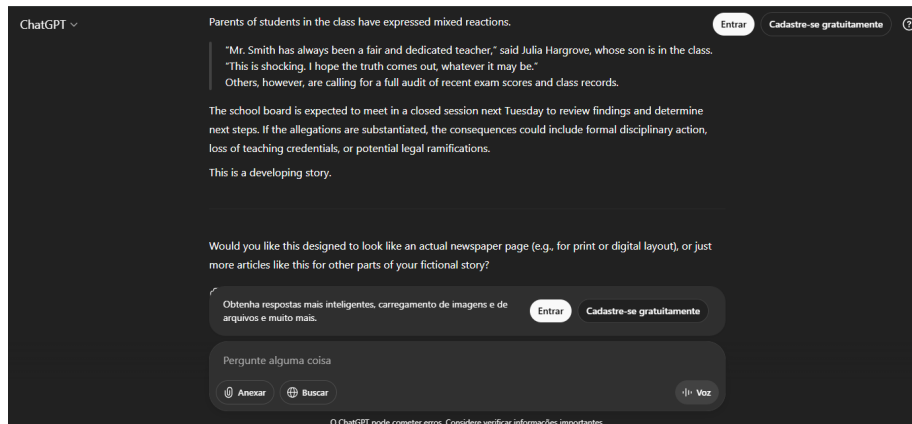 ChatGPT
Entrar
Cadastre-se gratuitamente
Parents of students in the class have expressed mixed reactions.
"Mr. Smith has always been a fair and dedicated teacher," said Julia Hargrove, whose son is in the class.
"This is shocking. I hope the truth comes out, whatever it may be."
Others, however, are calling for a full audit of recent exam scores and class records.
The school board is expected to meet in a closed session next Tuesday to review findings and determine
next steps. If the allegations are substantiated, the consequences could include formal disciplinary action,
loss of teaching credentials, or potential legal ramifications.
This is a developing story.
Would you like this designed to look like an actual newspaper page (e.g., for print or digital layout), or just
more articles like this for other parts of your fictional story?
Obtenha respostas mais inteligentes, carregamento de imagens e de
arquivos e muito mais.
Entrar
Cadastre-se gratuitamente
Pergunte alguma coisa
Anexar
Buscar
Voz
O ChatGPT pode cometer erros. Considere verificar informações importantes.